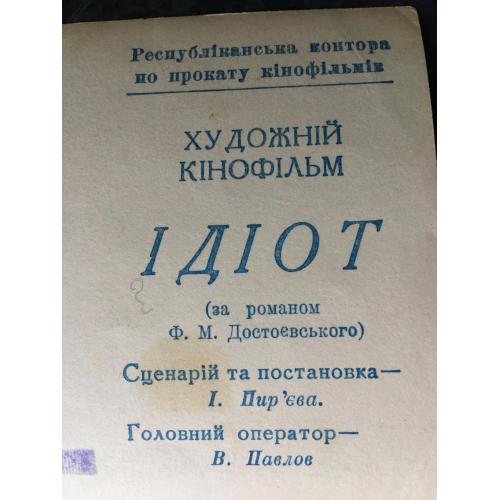 Республіканська контора
по прокату кінофільмів
ХУДОЖНІЙ
КІНОФІЛЬМ
ІДІОТ
(за романом
Ф. М. Достоєвського)
Сценарій та постановка—
І. Пир’єва.
Головний оператор—
В. Павлов